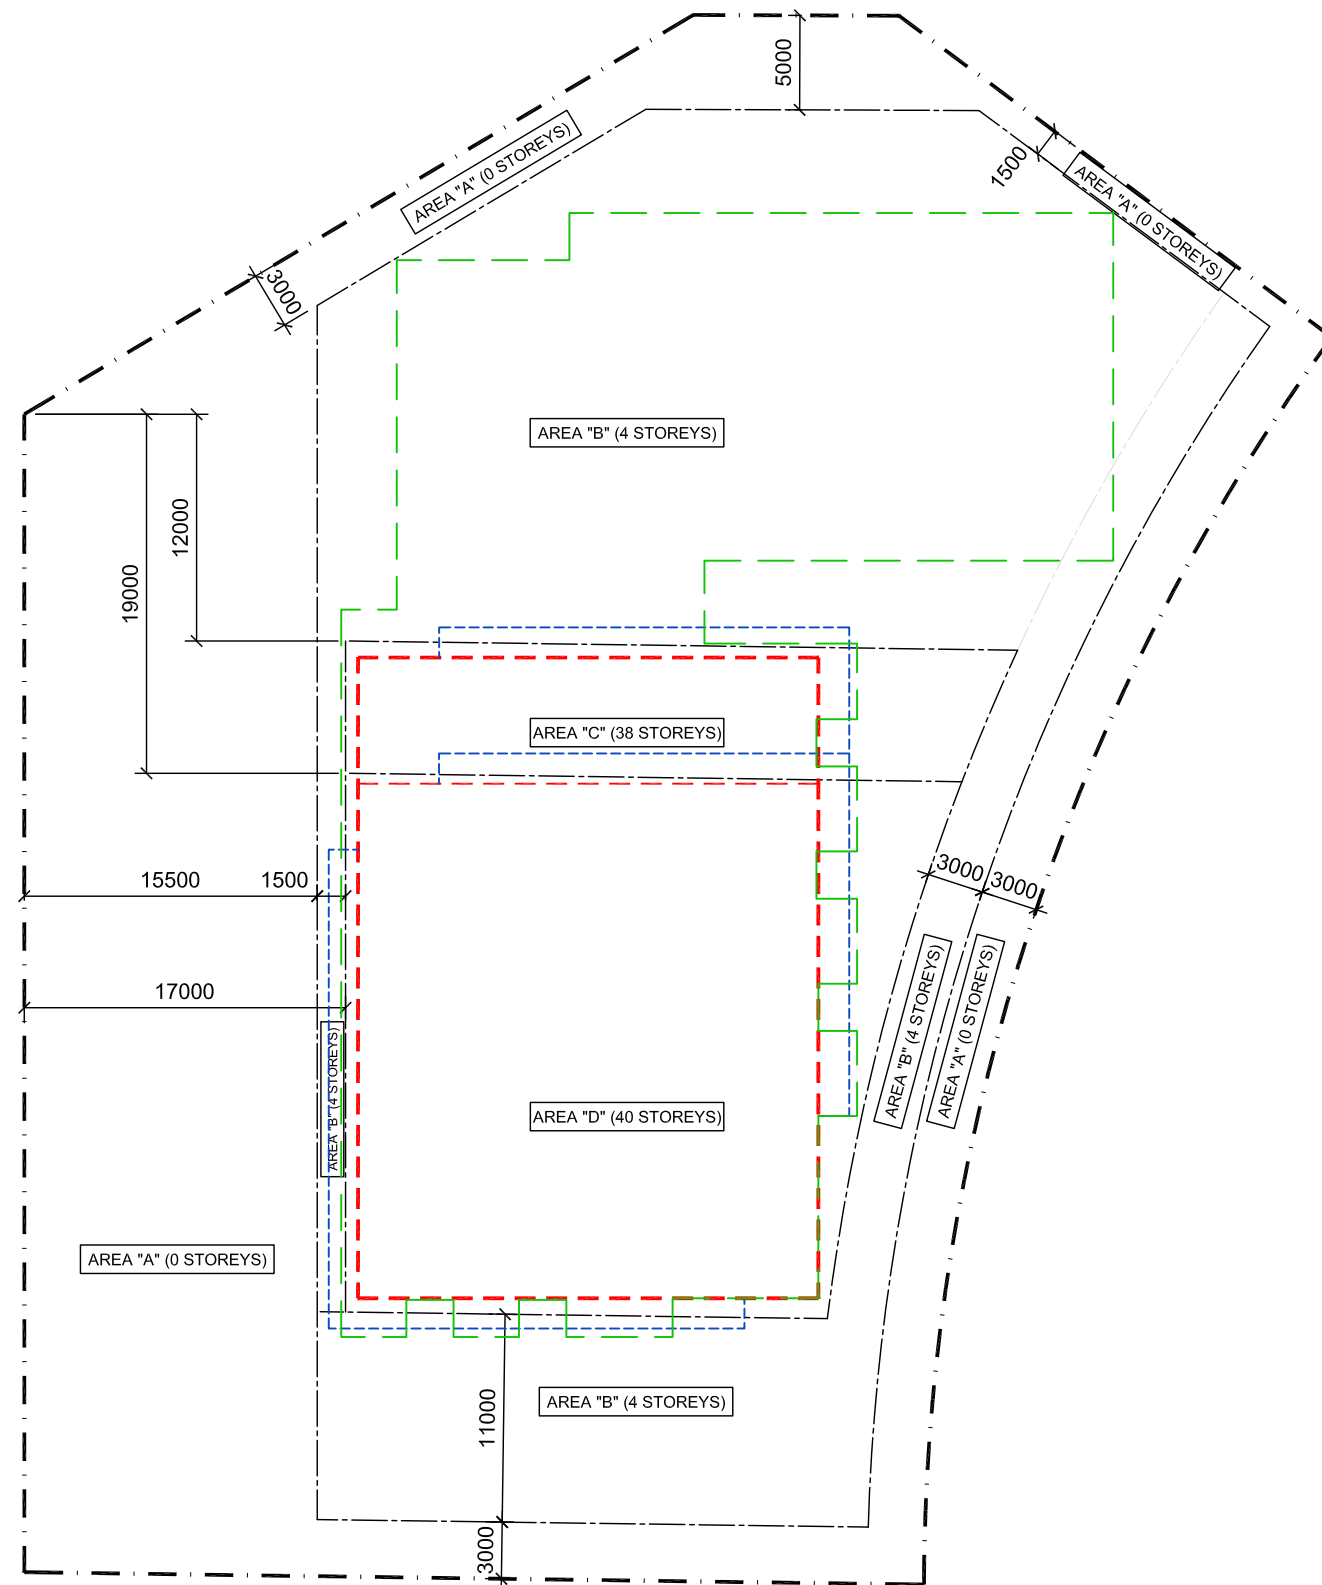 5000
AREA "A" (0 STOREYS)
1500
AREA "A" (0 STOREYS)
3000
AREA "B" (4 STOREYS)
12000
19000
AREA "C" (38 STOREYS)
15500
1500
3000
3000
17000
AREA "B" (4 STOREYS)
AREA "B" (4 STOREYS)
AREA "A" (0 STOREYS)
AREA "D" (40 STOREYS)
AREA "A" (0 STOREYS)
11000
AREA "B" (4 STOREYS)
3000